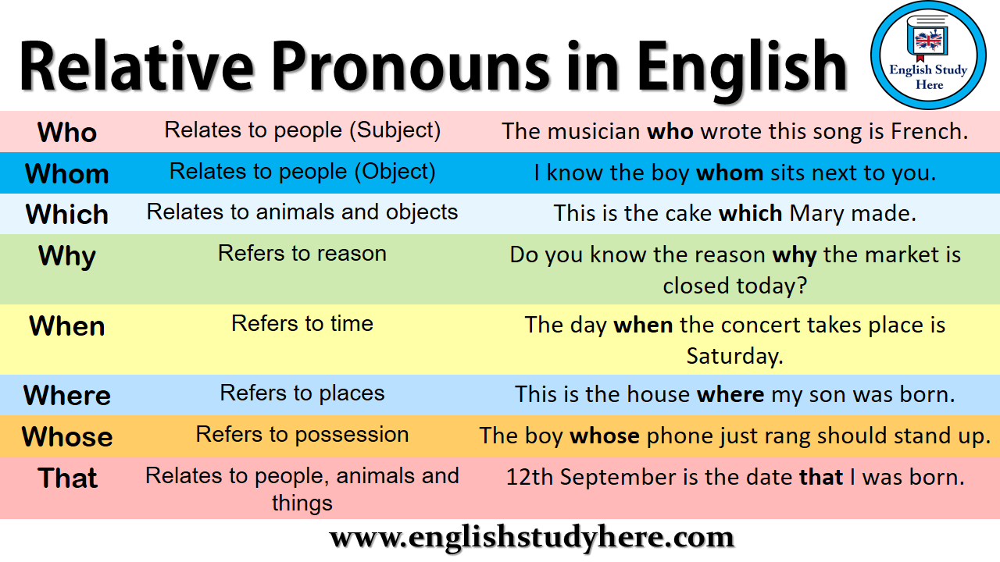 Relative Pronouns in English
English Study
Here
Who Relates to people (Subject) The musician who wrote this song is French.
Whom Relates to people (Object) I know the boy whom sits next to you.
Which Relates to animals and objects This is the cake which Mary made.
Why Refers to reason Do you know the reason why the market is
closed today?
When Refers to time The day when the concert takes place is
Saturday.
Where Refers to places This is the house where my son was born.
Whose Refers to possession The boy whose phone just rang should stand up.
That Relates to people, animals and 12th September is the date that I was born.
things
www.englishstudyhere.com